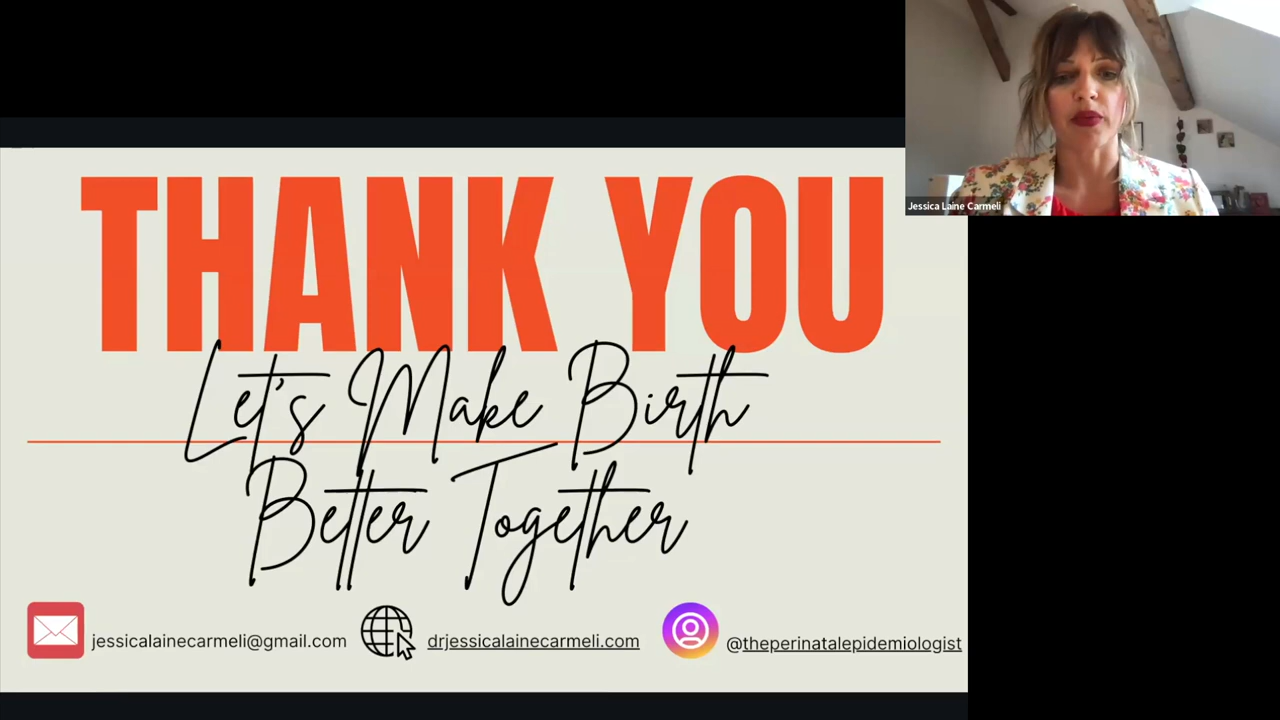 Jessica Laine Carmeli
THANK YOU
Let's Make Birth
Better Together
jessicalainecarmeli@gmail.com
drjessicalainecarmeli.com
@theperinatalepidemiologist